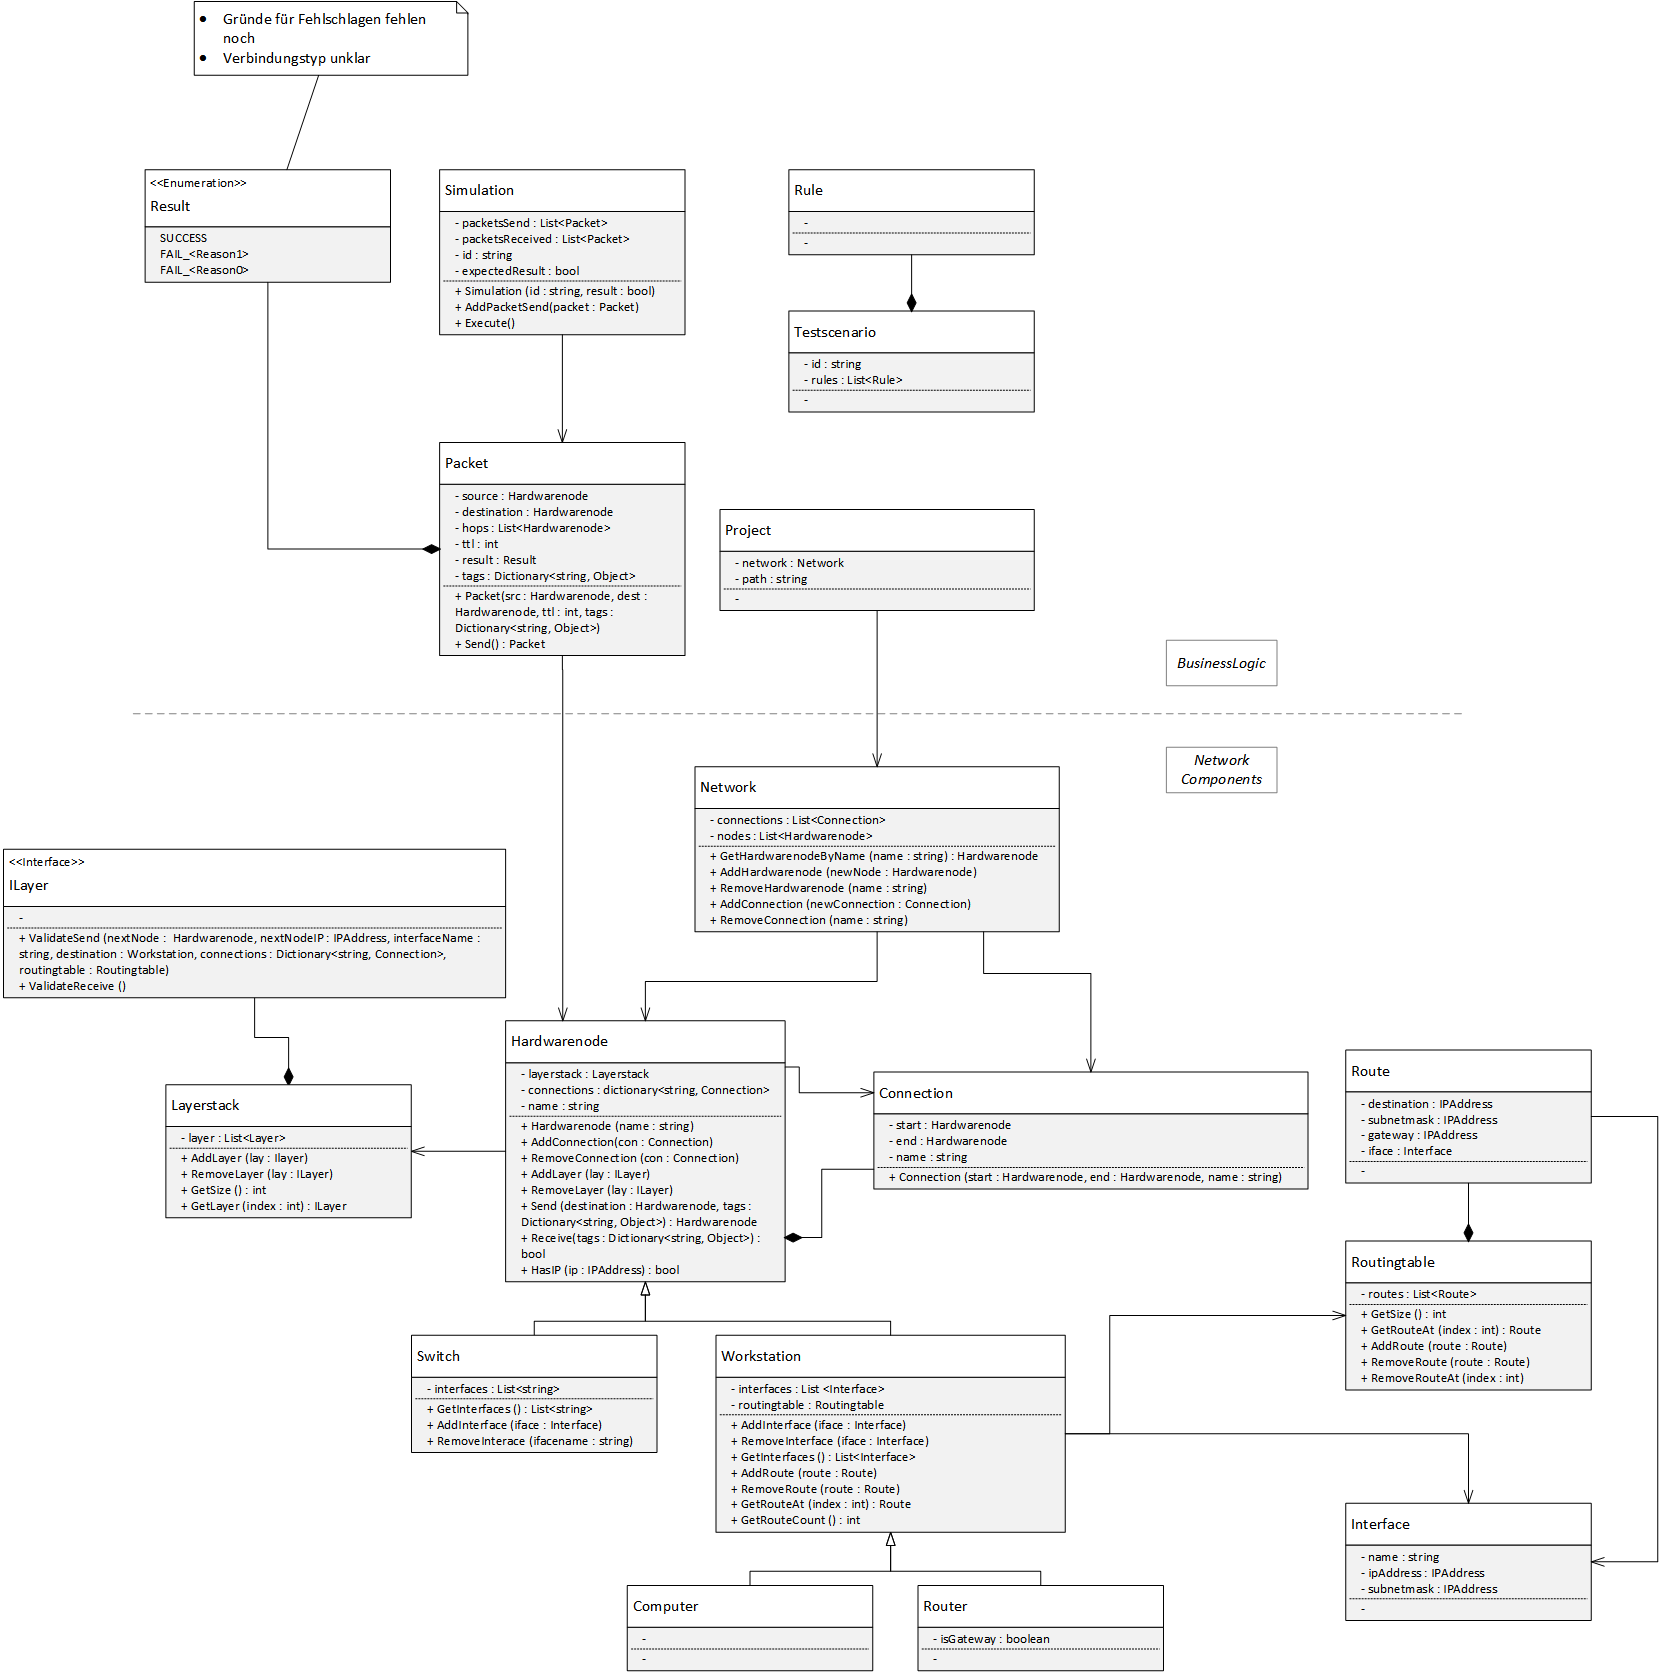 • Gründe für Fehlschlagen fehlen
noch
• Verbindungstyp unklar
<<Enumeration>>
Result
SUCCESS
FAIL_<Reason1>
FAIL_<Reason0>
Simulation
- packetsSend : List<Packet>
- packetsReceived : List<Packet>
- id : string
- expectedResult : bool
+ Simulation (id : string, result : bool)
+ AddPacketSend(packet : Packet)
+ Execute()
Rule
-
-
Testscenario
- id : string
- rules : List<Rule>
-
Packet
- source : Hardwarenode
- destination : Hardwarenode
- hops : List<Hardwarenode>
- ttl : int
- result : Result
- tags : Dictionary<string, Object>
+ Packet(src : Hardwarenode, dest :
Hardwarenode, ttl : int, tags :
Dictionary<string, Object>)
+ Send() : Packet
Project
- network : Network
- path : string
-
BusinessLogic
Network
Components
Network
- connections : List<Connection>
- nodes : List<Hardwarenode>
+ GetHardwarenodeByName (name : string) : Hardwarenode
+ AddHardwarenode (newNode : Hardwarenode)
+ RemoveHardwarenode (name : string)
+ AddConnection (newConnection : Connection)
+ RemoveConnection (name : string)
<<Interface>>
ILayer
-
+ ValidateSend (nextNode : Hardwarenode, nextNodeIP : IPAddress, interfaceName :
string, destination : Workstation, connections : Dictionary<string, Connection>,
routingtable : Routingtable)
+ ValidateReceive ()
Layerstack
- layer : List<Layer>
+ AddLayer (lay : Ilayer)
+ RemoveLayer (lay : ILayer)
+ GetSize () : int
+ GetLayer (index : int) : ILayer
Hardwarenode
- layerstack : Layerstack
- connections : dictionary<string, Connection>
- name : string
+ Hardwarenode (name : string)
+ AddConnection(con : Connection)
+ RemoveConnection (con : Connection)
+ AddLayer (lay : ILayer)
+ RemoveLayer (lay : ILayer)
+ Send (destination : Hardwarenode, tags :
Dictionary<string, Object>) : Hardwarenode
+ Receive(tags : Dictionary<string, Object>) :
bool
+ HasIP (ip : IPAddress) : bool
Connection
- start : Hardwarenode
- end : Hardwarenode
- name : string
+ Connection (start : Hardwarenode, end : Hardwarenode, name : string)
Route
- destination : IPAddress
- subnetmask : IPAddress
- gateway : IPAddress
- iface : Interface
-
Routingtable
- routes : List<Route>
+ GetSize () : int
+ GetRouteAt (index : int) : Route
+ AddRoute (route : Route)
+ RemoveRoute (route : Route)
+ RemoveRouteAt (index : int)
Switch
- interfaces : List<string>
+ GetInterfaces () : List<string>
+ AddInterface (iface : Interface)
+ RemoveInterace (ifacename : string)
Workstation
- interfaces : List <Interface>
- routingtable : Routingtable
+ AddInterface (iface : Interface)
+ RemoveInterface (iface : Interface)
+ GetInterfaces () : List<Interface>
+ AddRoute (route : Route)
+ RemoveRoute (route : Route)
+ GetRouteAt (index : int) : Route
+ GetRouteCount () : int
Interface
- name : string
- ipAddress : IPAddress
- subnetmask : IPAddress
-
Computer
-
-
Router
- isGateway : boolean
-